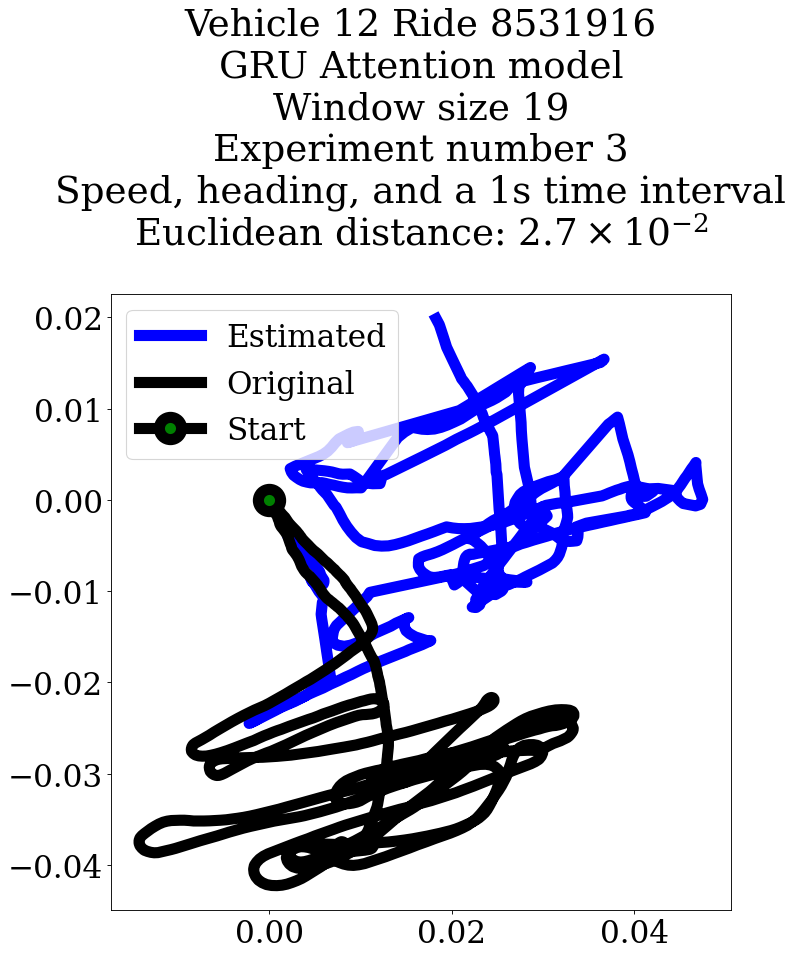 Vehicle 12 Ride 8531916
GRU Attention model
Window size 19
Experiment number 3
Speed, heading, and a 1s time interval
Euclidean distance: 2.7 × 10⁻²
Estimated
Original
Start
0.02
0.01
0.00
−0.01
−0.02
−0.03
−0.04
0.00 0.02 0.04